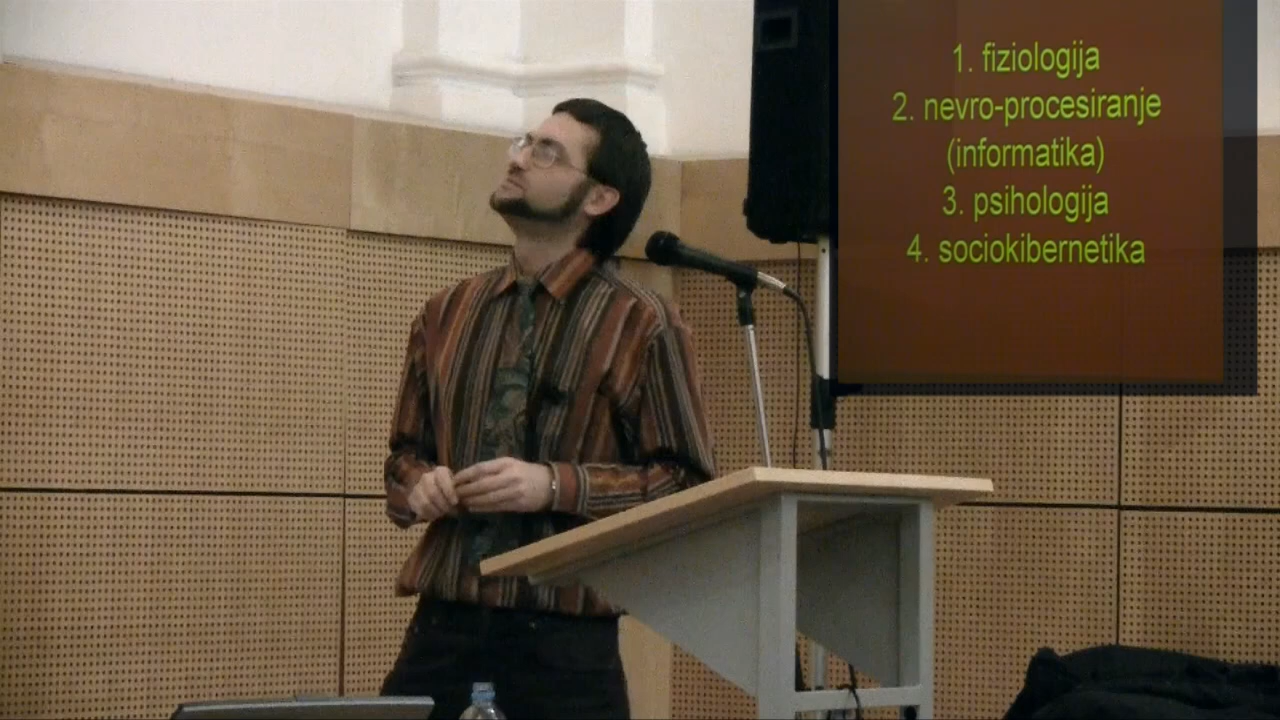 1. fiziologija
2. nevro-procesiranje
(informatika)
3. psihologija
4. sociokibernetika